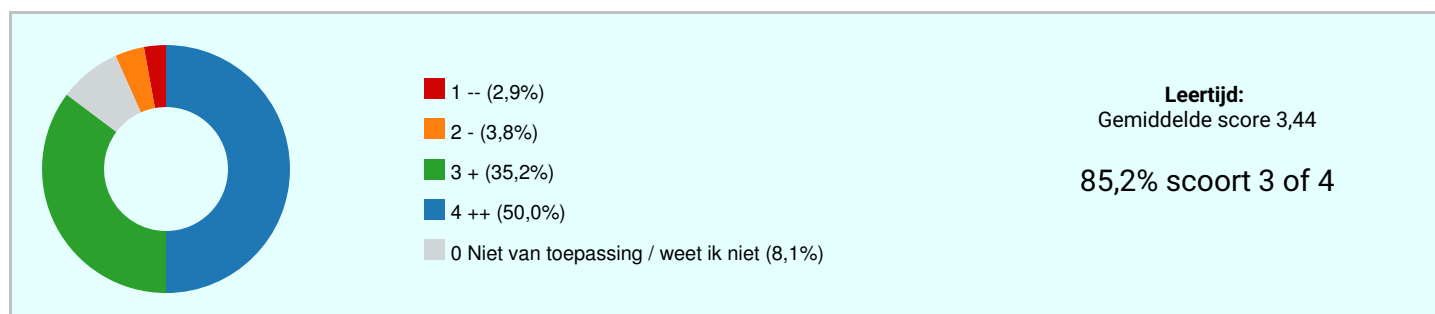 1 -- (2,9%)
2 - (3,8%)
3 + (35,2%)
4 ++ (50,0%)
0 Niet van toepassing / weet ik niet (8,1%)
Leertijd:
Gemiddelde score 3,44
85,2% scoort 3 of 4